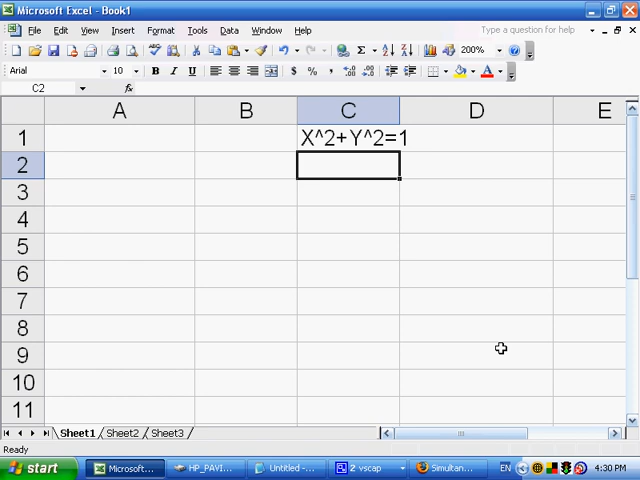 Microsoft Excel - Book1
File Edit View Insert Format Tools Data Window Help Type a question for help
Σ 200%
Arial 10 B I U $ % ,
C2 fx
A B C D E
1 X^2+Y^2=1
2
3
4
5
6
7
8
9
10
11
Sheet1 Sheet2 Sheet3
Ready
start Microsoft... HP_PAVI... Untitled -... 2 vscap Simultan... EN 4:30 PM